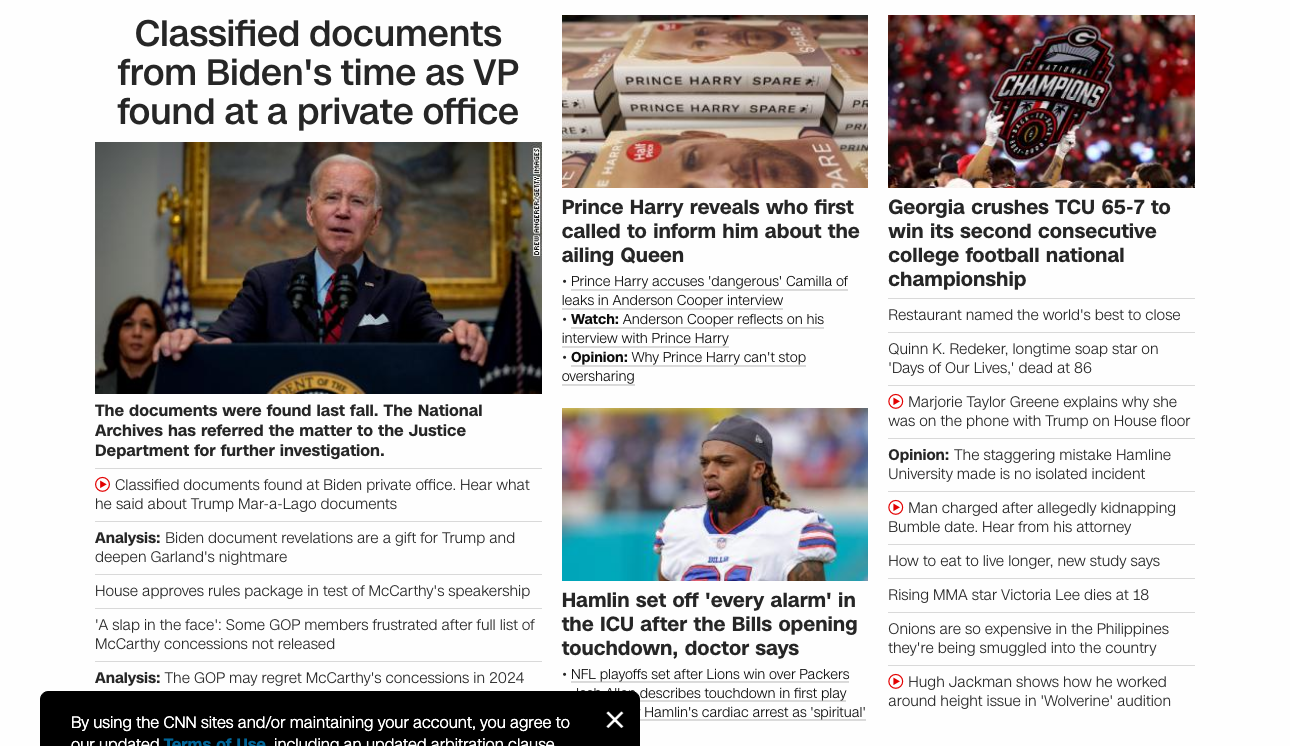 Classified documents
from Biden's time as VP
found at a private office
DREW ANGERER/GETTY IMAGES
The documents were found last fall. The National
Archives has referred the matter to the Justice
Department for further investigation.
Classified documents found at Biden private office. Hear what
he said about Trump Mar-a-Lago documents
Analysis: Biden document revelations are a gift for Trump and
deepen Garland's nightmare
House approves rules package in test of McCarthy's speakership
'A slap in the face': Some GOP members frustrated after full list of
McCarthy concessions not released
Analysis: The GOP may regret McCarthy's concessions in 2024
PRINCE HARRY SPARE
PRINCE HARRY SPARE
Half
Price
SPARE
Prince Harry reveals who first
called to inform him about the
ailing Queen
• Prince Harry accuses 'dangerous' Camilla of
leaks in Anderson Cooper interview
• Watch: Anderson Cooper reflects on his
interview with Prince Harry
• Opinion: Why Prince Harry can't stop
oversharing
BILLS
Hamlin set off 'every alarm' in
the ICU after the Bills opening
touchdown, doctor says
• NFL playoffs set after Lions win over Packers
describes touchdown in first play
Hamlin's cardiac arrest as 'spiritual'
G
NATIONAL
CHAMPIONS
Georgia crushes TCU 65-7 to
win its second consecutive
college football national
championship
Restaurant named the world's best to close
Quinn K. Redeker, longtime soap star on
'Days of Our Lives,' dead at 86
Marjorie Taylor Greene explains why she
was on the phone with Trump on House floor
Opinion: The staggering mistake Hamline
University made is no isolated incident
Man charged after allegedly kidnapping
Bumble date. Hear from his attorney
How to eat to live longer, new study says
Rising MMA star Victoria Lee dies at 18
Onions are so expensive in the Philippines
they're being smuggled into the country
Hugh Jackman shows how he worked
around height issue in 'Wolverine' audition
By using the CNN sites and/or maintaining your account, you agree to
our updated Terms of Use, including an updated arbitration clause